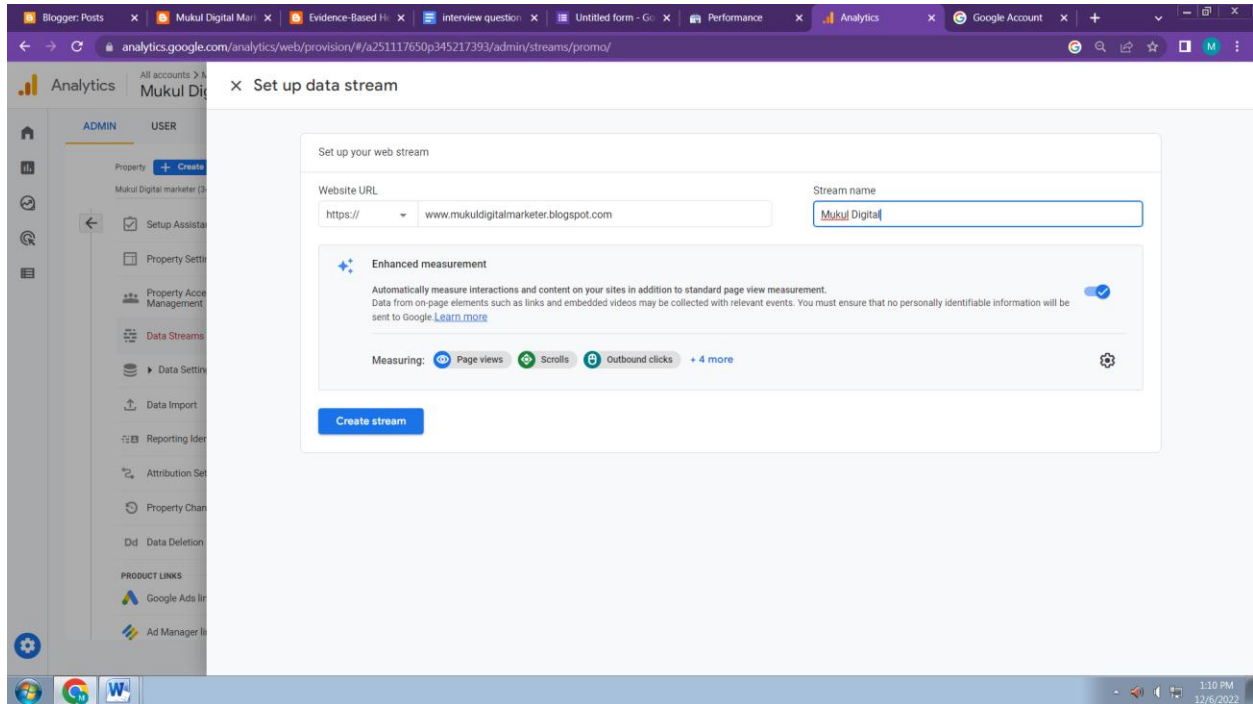 Blogger: Posts
Mukul Digital Mark
Evidence-Based He
interview question
Untitled form - Go
Performance
Analytics
Google Account
analytics.google.com/analytics/web/provision/#/a251117650p345217393/admin/streams/promo/
M
Analytics
All accounts > M
Mukul Dig
Set up data stream
ADMIN
USER
Property
+ Create
Mukul Digital marketer (3-
Setup Assista
Property Settin
Property Acce
Management
Data Streams
Data Setting
Data Import
Reporting Iden
Attribution Set
Property Chan
Dd Data Deletion
PRODUCT LINKS
Google Ads lin
Ad Manager li
Set up your web stream
Website URL
Stream name
https://
www.mukuldigitalmarketer.blogspot.com
Mukul Digital
Enhanced measurement
Automatically measure interactions and content on your sites in addition to standard page view measurement.
Data from on-page elements such as links and embedded videos may be collected with relevant events. You must ensure that no personally identifiable information will be
sent to Google.Learn more
Measuring: Page views Scrolls Outbound clicks + 4 more
Create stream
1:10 PM
12/6/2022